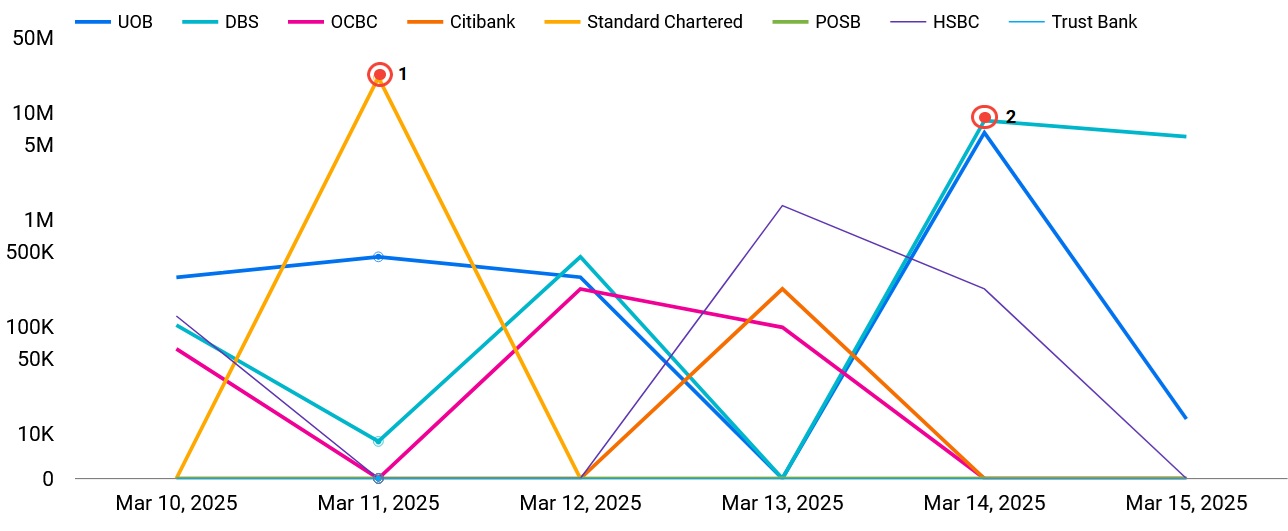 UOB DBS OCBC Citibank Standard Chartered POSB HSBC Trust Bank
50M
1
10M
2
5M
1M
500K
100K
50K
10K
0
Mar 10, 2025 Mar 11, 2025 Mar 12, 2025 Mar 13, 2025 Mar 14, 2025 Mar 15, 2025